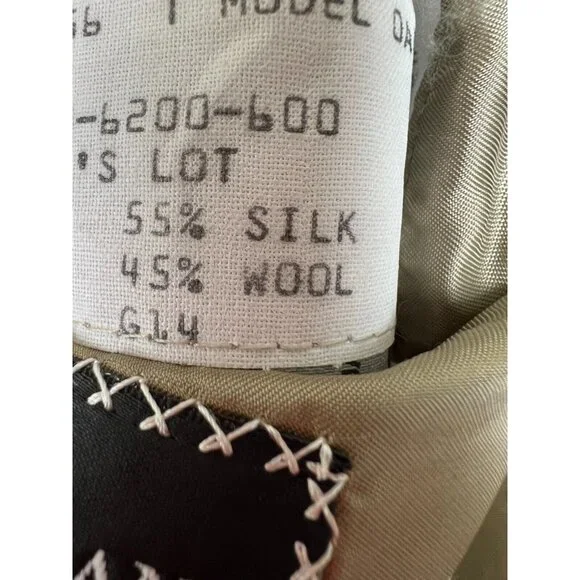 MODEL
-6200-600
'S LOT
55% SILK
45% WOOL
G14